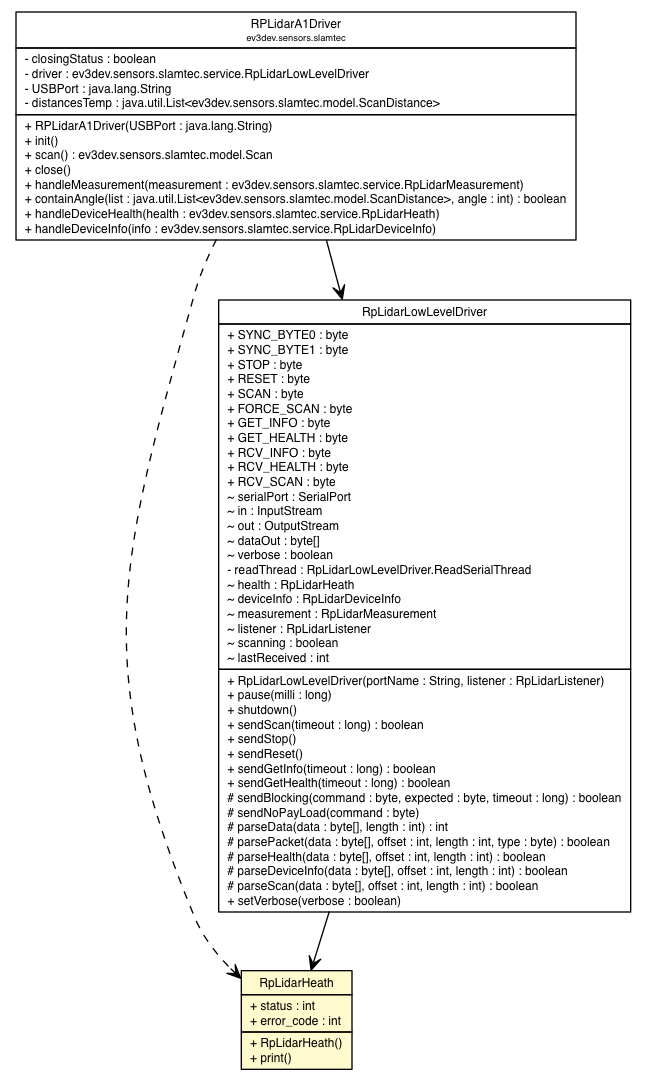 RPLidarA1Driver
ev3dev.sensors.slamtec
- closingStatus : boolean
- driver : ev3dev.sensors.slamtec.service.RpLidarLowLevelDriver
- USBPort : java.lang.String
- distancesTemp : java.util.List<ev3dev.sensors.slamtec.model.ScanDistance>
+ RPLidarA1Driver(USBPort : java.lang.String)
+ init()
+ scan() : ev3dev.sensors.slamtec.model.Scan
+ close()
+ handleMeasurement(measurement : ev3dev.sensors.slamtec.service.RpLidarMeasurement)
+ containAngle(list : java.util.List<ev3dev.sensors.slamtec.model.ScanDistance>, angle : int) : boolean
+ handleDeviceHealth(health : ev3dev.sensors.slamtec.service.RpLidarHeath)
+ handleDeviceInfo(info : ev3dev.sensors.slamtec.service.RpLidarDeviceInfo)
RpLidarLowLevelDriver
+ SYNC_BYTE0 : byte
+ SYNC_BYTE1 : byte
+ STOP : byte
+ RESET : byte
+ SCAN : byte
+ FORCE_SCAN : byte
+ GET_INFO : byte
+ GET_HEALTH : byte
+ RCV_INFO : byte
+ RCV_HEALTH : byte
+ RCV_SCAN : byte
~ serialPort : SerialPort
~ in : InputStream
~ out : OutputStream
~ dataOut : byte[]
~ verbose : boolean
- readThread : RpLidarLowLevelDriver.ReadSerialThread
~ health : RpLidarHeath
~ deviceInfo : RpLidarDeviceInfo
~ measurement : RpLidarMeasurement
~ listener : RpLidarListener
~ scanning : boolean
~ lastReceived : int
+ RpLidarLowLevelDriver(portName : String, listener : RpLidarListener)
+ pause(milli : long)
+ shutdown()
+ sendScan(timeout : long) : boolean
+ sendStop()
+ sendReset()
+ sendGetInfo(timeout : long) : boolean
+ sendGetHealth(timeout : long) : boolean
# sendBlocking(command : byte, expected : byte, timeout : long) : boolean
# sendNoPayLoad(command : byte)
# parseData(data : byte[], length : int) : int
# parsePacket(data : byte[], offset : int, length : int, type : byte) : boolean
# parseHealth(data : byte[], offset : int, length : int) : boolean
# parseDeviceInfo(data : byte[], offset : int, length : int) : boolean
# parseScan(data : byte[], offset : int, length : int) : boolean
+ setVerbose(verbose : boolean)
RpLidarHeath
+ status : int
+ error_code : int
+ RpLidarHeath()
+ print()